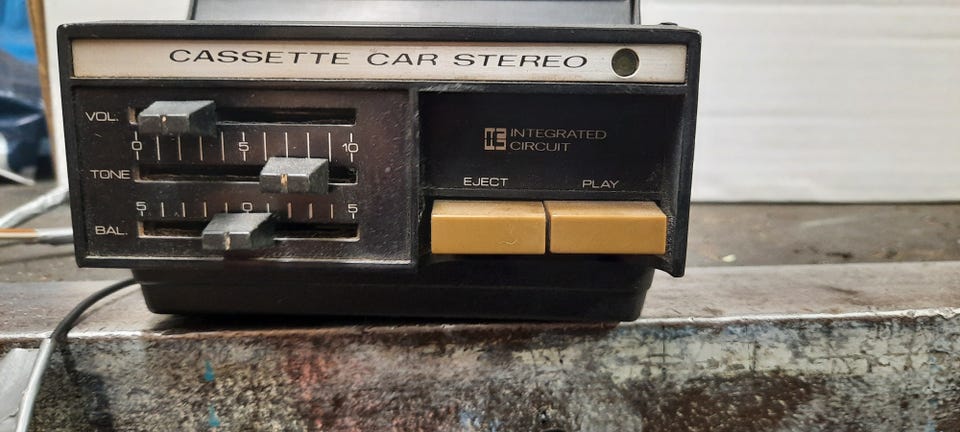 CASSETTE CAR STEREO
VOL.
0 5 10
TONE
5 0 5
BAL.
INTEGRATED
CIRCUIT
EJECT PLAY